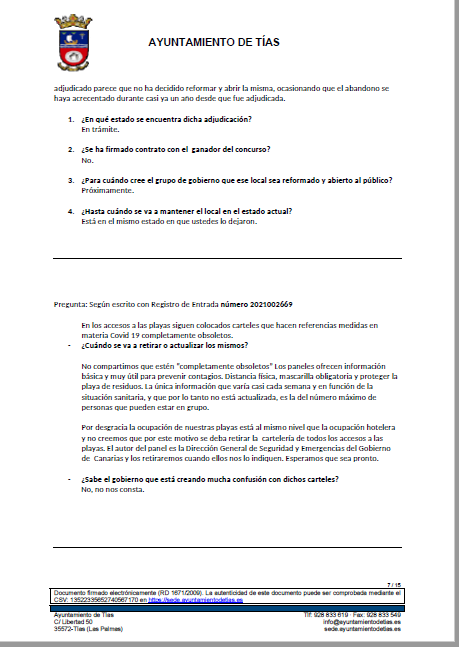 AYUNTAMIENTO DE TÍAS
adjudicado parece que no ha decidido reformar y abrir la misma, ocasionando que el abandono se
haya acrecentado durante casi ya un año desde que fue adjudicada.
1. ¿En qué estado se encuentra dicha adjudicación?
En trámite.
2. ¿Se ha firmado contrato con el ganador del concurso?
No.
3. ¿Para cuándo cree el grupo de gobierno que ese local sea reformado y abierto al público?
Próximamente.
4. ¿Hasta cuándo se va a mantener el local en el estado actual?
Está en el mismo estado en que ustedes lo dejaron.
Pregunta: Según escrito con Registro de Entrada número 2021002669
En los accesos a las playas siguen colocados carteles que hacen referencias medidas en
materia Covid 19 completamente obsoletos.
- ¿Cuándo se va a retirar o actualizar los mismos?
No compartimos que estén "completamente obsoletos" Los paneles ofrecen información
básica y muy útil para prevenir contagios. Distancia física, mascarilla obligatoria y proteger la
playa de residuos. La única información que varía casi cada semana y en función de la
situación sanitaria, y que por lo tanto no está actualizada, es la del número máximo de
personas que pueden estar en grupo.
Por desgracia la ocupación de nuestras playas está al mismo nivel que la ocupación hotelera
y no creemos que por este motivo se deba retirar la cartelería de todos los accesos a las
playas. El autor del panel es la Dirección General de Seguridad y Emergencias del Gobierno
de Canarias y los retiraremos cuando ellos nos lo indiquen. Esperamos que sea pronto.
- ¿Sabe el gobierno que está creando mucha confusión con dichos carteles?
No, no nos consta.
7 / 15
Documento firmado electrónicamente (RD 1671/2009). La autenticidad de este documento puede ser comprobada mediante el
CSV: 13522335652740567170 en https://sede.ayuntamientodetias.es
Ayuntamiento de Tías Tlf: 928 833 619 · Fax: 928 833 549
C/ Libertad 50 info@ayuntamientodetias.es
35572-Tías (Las Palmas) sede.ayuntamientodetias.es